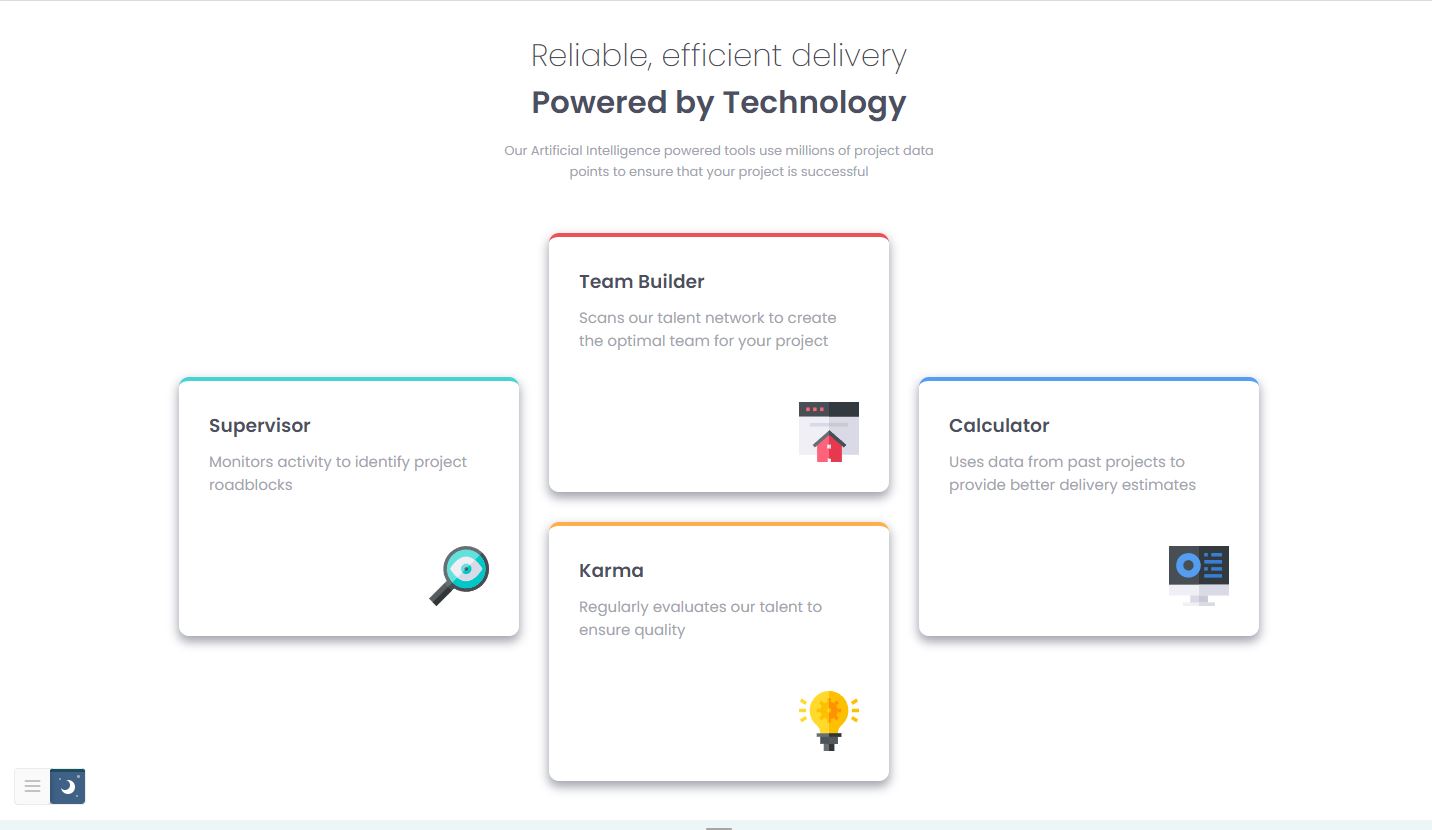 Reliable, efficient delivery
Powered by Technology
Our Artificial Intelligence powered tools use millions of project data
points to ensure that your project is successful
Team Builder
Scans our talent network to create
the optimal team for your project
Supervisor
Monitors activity to identify project
roadblocks
Calculator
Uses data from past projects to
provide better delivery estimates
Karma
Regularly evaluates our talent to
ensure quality